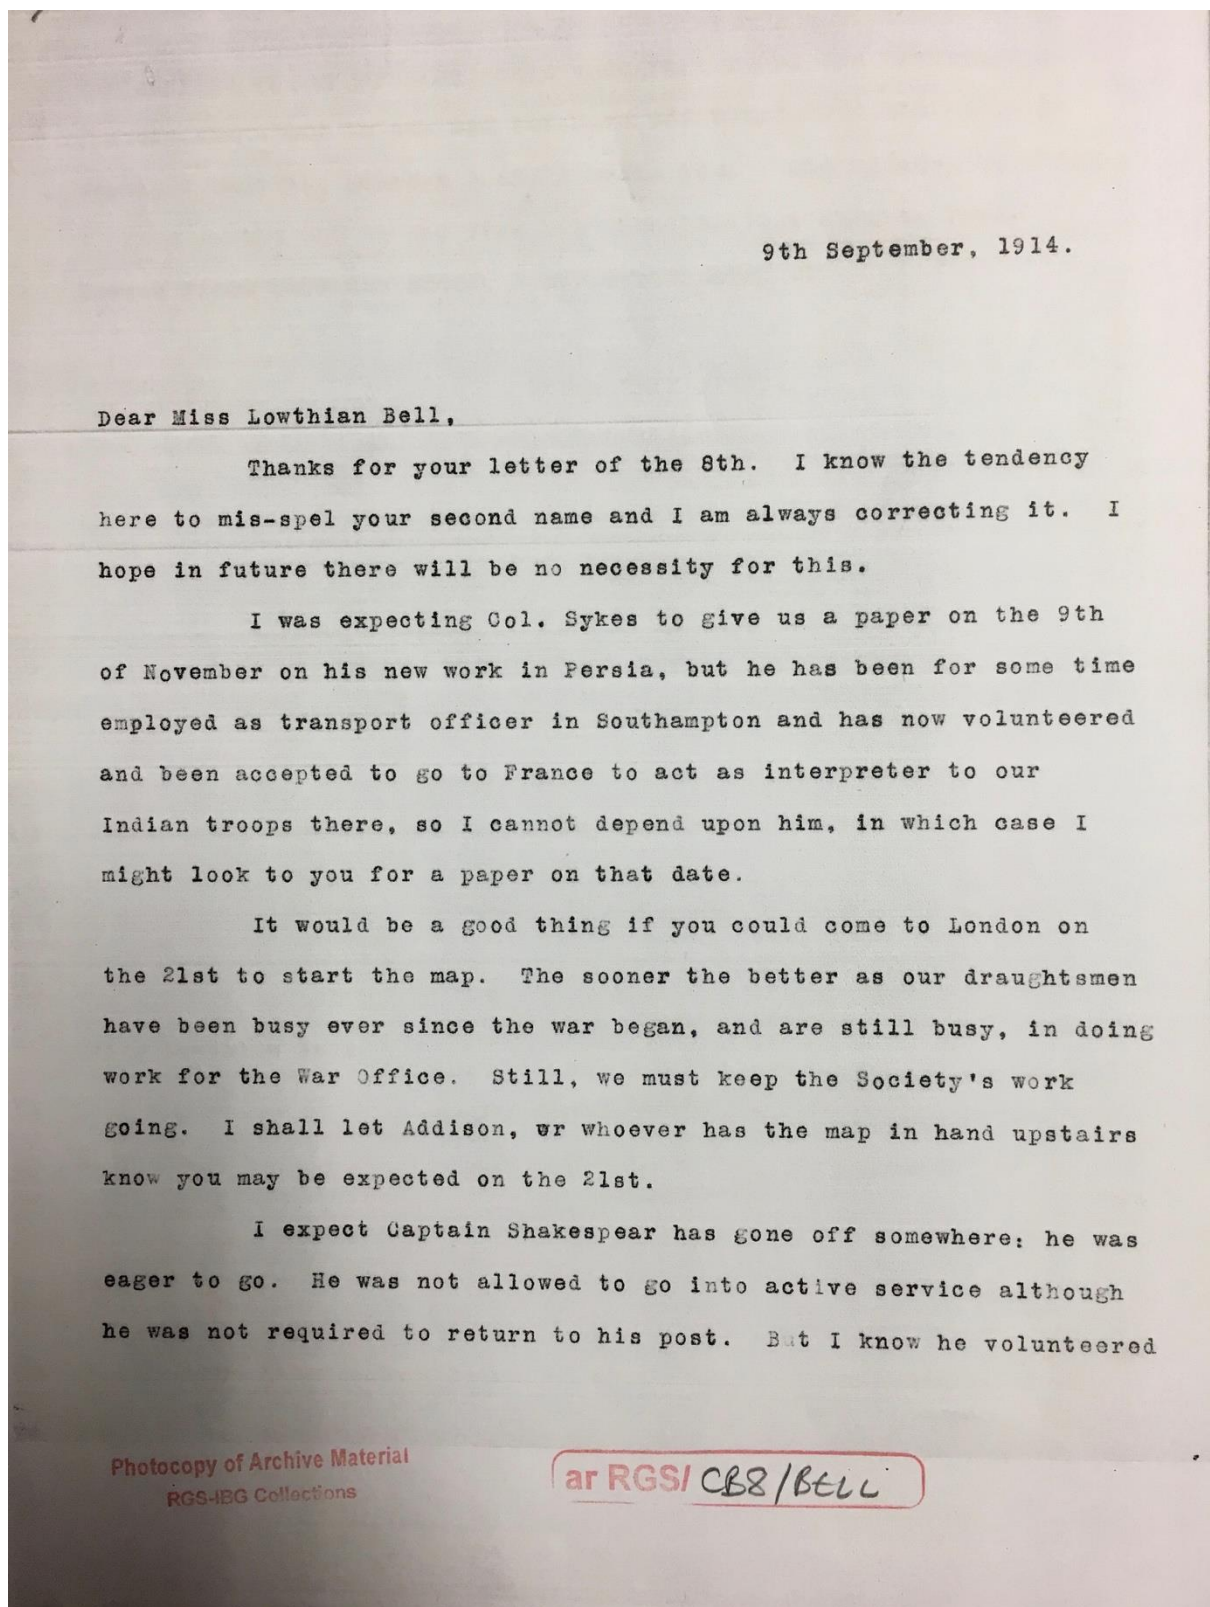 9th September, 1914.
Dear Miss Lowthian Bell,
Thanks for your letter of the 8th. I know the tendency
here to mis-spel your second name and I am always correcting it. I
hope in future there will be no necessity for this.
I was expecting Col. Sykes to give us a paper on the 9th
of November on his new work in Persia, but he has been for some time
employed as transport officer in Southampton and has now volunteered
and been accepted to go to France to act as interpreter to our
Indian troops there, so I cannot depend upon him, in which case I
might look to you for a paper on that date.
It would be a good thing if you could come to London on
the 21st to start the map. The sooner the better as our draughtsmen
have been busy ever since the war began, and are still busy, in doing
work for the War Office. Still, we must keep the Society's work
going. I shall let Addison, or whoever has the map in hand upstairs
know you may be expected on the 21st.
I expect Captain Shakespear has gone off somewhere: he was
eager to go. He was not allowed to go into active service although
he was not required to return to his post. But I know he volunteered
Photocopy of Archive Material
RGS-IBG Collections
ar RGS/ CB8/BELL